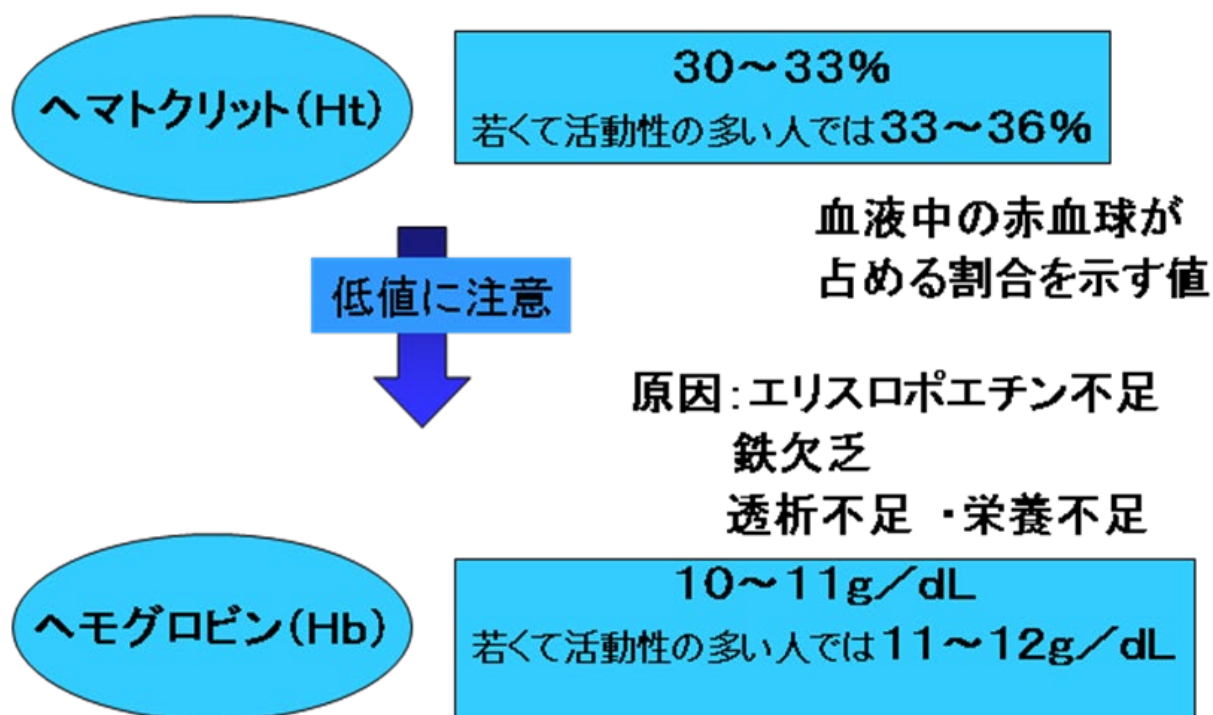 ヘマトクリット(Ht)
30～33%
若くて活動性の多い人では33～36%
血液中の赤血球が
占める割合を示す値
低値に注意
原因：エリスロポエチン不足
鉄欠乏
透析不足 ・栄養不足
ヘモグロビン(Hb)
10～11g／dL
若くて活動性の多い人では11～12g／dL